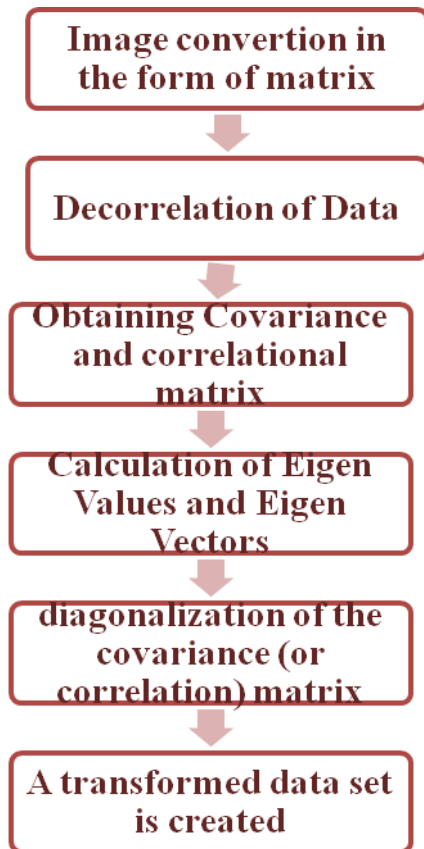 Image convertion in
the form of matrix
Decorrelation of Data
Obtaining Covariance
and correlational
matrix
Calculation of Eigen
Values and Eigen
Vectors
diagonalization of the
covariance (or
correlation) matrix
A transformed data set
is created